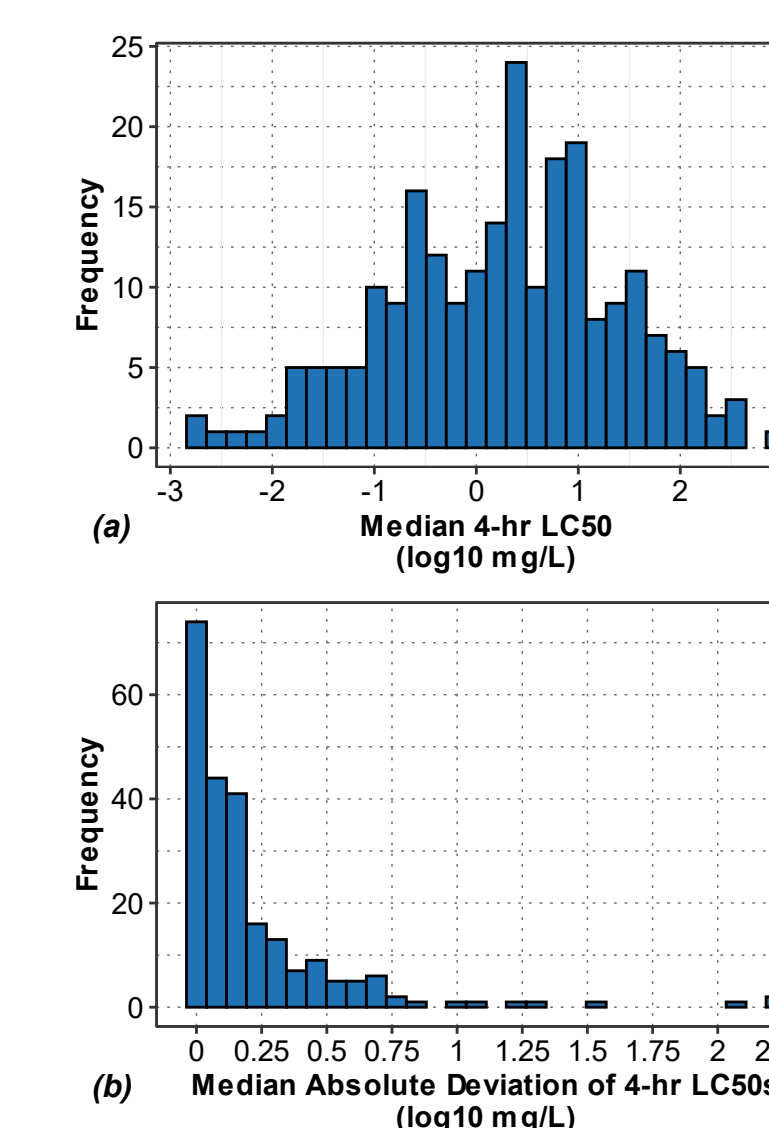 25
20
15
10
5
0
Frequency
-3 -2 -1 0 1 2
(a) Median 4-hr LC50
(log10 mg/L)
60
40
20
0
Frequency
0 0.25 0.5 0.75 1 1.25 1.5 1.75 2 2
(b) Median Absolute Deviation of 4-hr LC50s
(log10 mg/L)